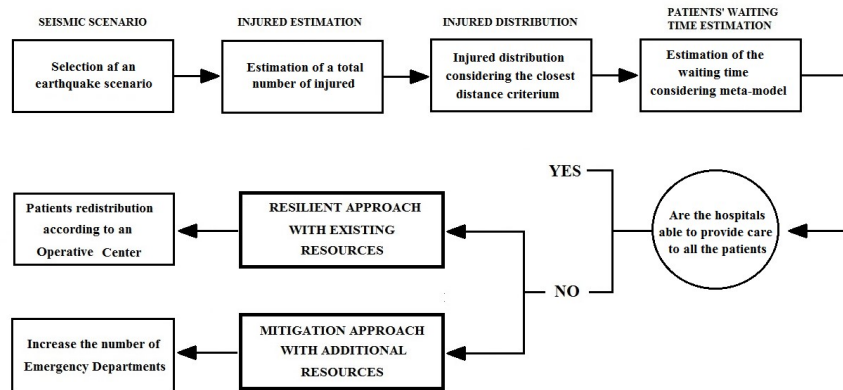 SEISMIC SCENARIO
INJURED ESTIMATION
INJURED DISTRIBUTION
PATIENTS' WAITING
TIME ESTIMATION
Selection af an
earthquake scenario
Estimation of a total
number of injured
Injured distribution
considering the closest
distance criterium
Estimation of the
waiting time
considering meta-model
YES
Are the hospitals
able to provide care
to all the patients
NO
RESILIENT APPROACH
WITH EXISTING
RESOURCES
Patients redistribution
according to an
Operative Center
MITIGATION APPROACH
WITH ADDITIONAL
RESOURCES
Increase the number of
Emergency Departments